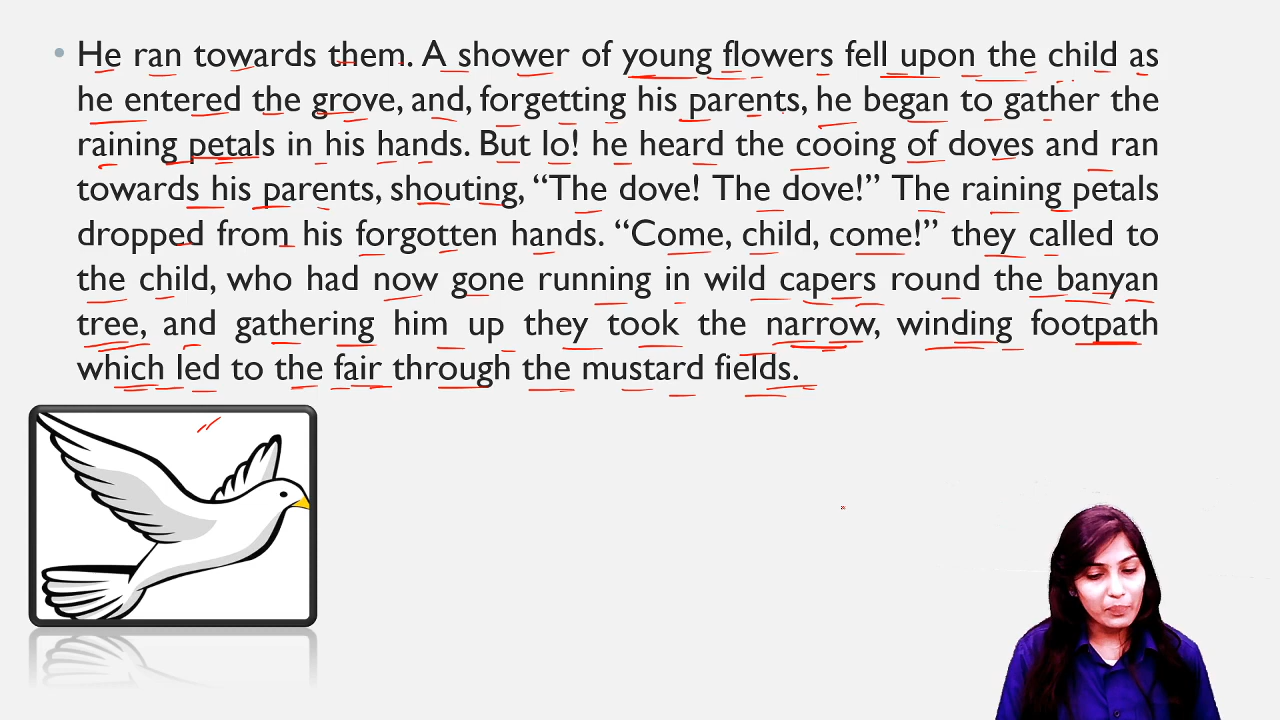 • He ran towards them. A shower of young flowers fell upon the child as
he entered the grove, and, forgetting his parents, he began to gather the
raining petals in his hands. But lo! he heard the cooing of doves and ran
towards his parents, shouting, “The dove! The dove!” The raining petals
dropped from his forgotten hands. “Come, child, come!” they called to
the child, who had now gone running in wild capers round the banyan
tree, and gathering him up they took the narrow, winding footpath
which led to the fair through the mustard fields.